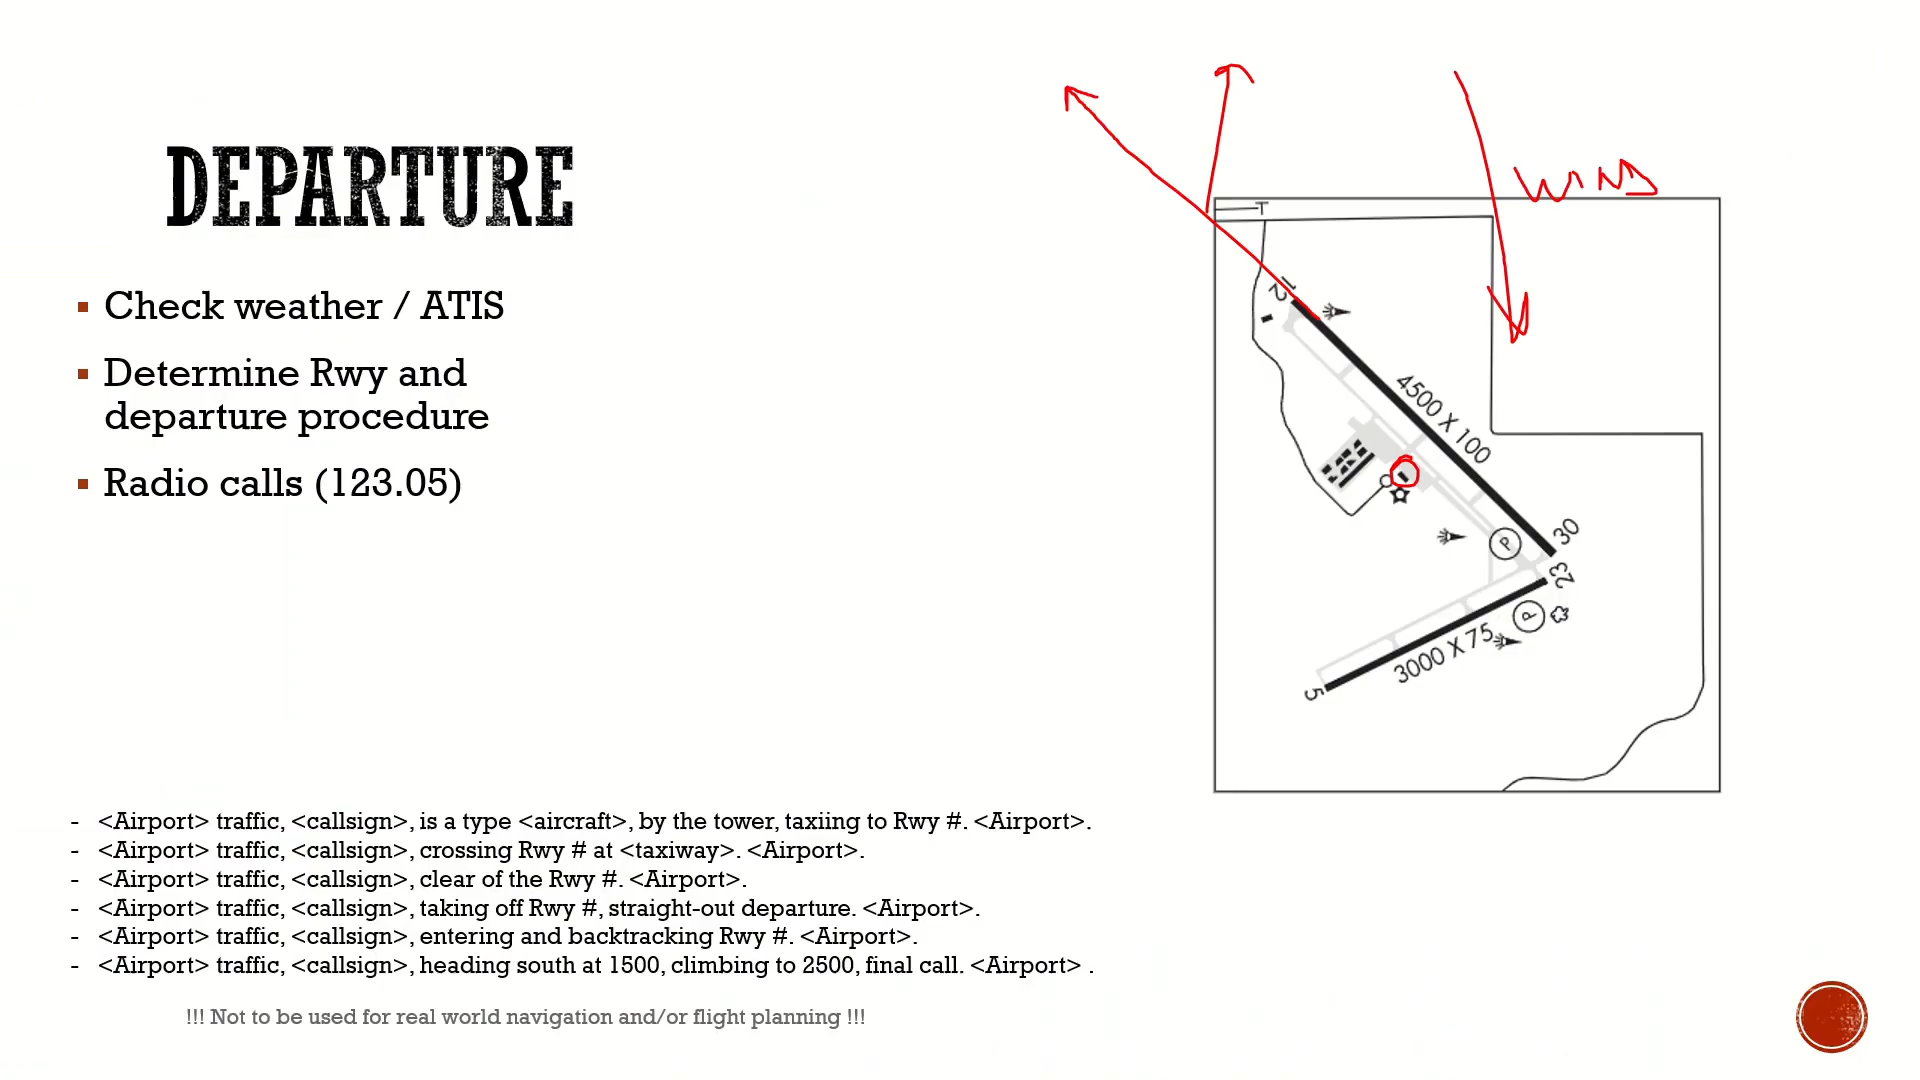 DEPARTURE
▪ Check weather / ATIS
▪ Determine Rwy and
departure procedure
▪ Radio calls (123.05)
WIND
T
12
4500 X 100
30
P
23
P
3000 X 75
5
- <Airport> traffic, <callsign>, is a type <aircraft>, by the tower, taxiing to Rwy #. <Airport>.
- <Airport> traffic, <callsign>, crossing Rwy # at <taxiway>. <Airport>.
- <Airport> traffic, <callsign>, clear of the Rwy #. <Airport>.
- <Airport> traffic, <callsign>, taking off Rwy #, straight-out departure. <Airport>.
- <Airport> traffic, <callsign>, entering and backtracking Rwy #. <Airport>.
- <Airport> traffic, <callsign>, heading south at 1500, climbing to 2500, final call. <Airport> .
!!! Not to be used for real world navigation and/or flight planning !!!